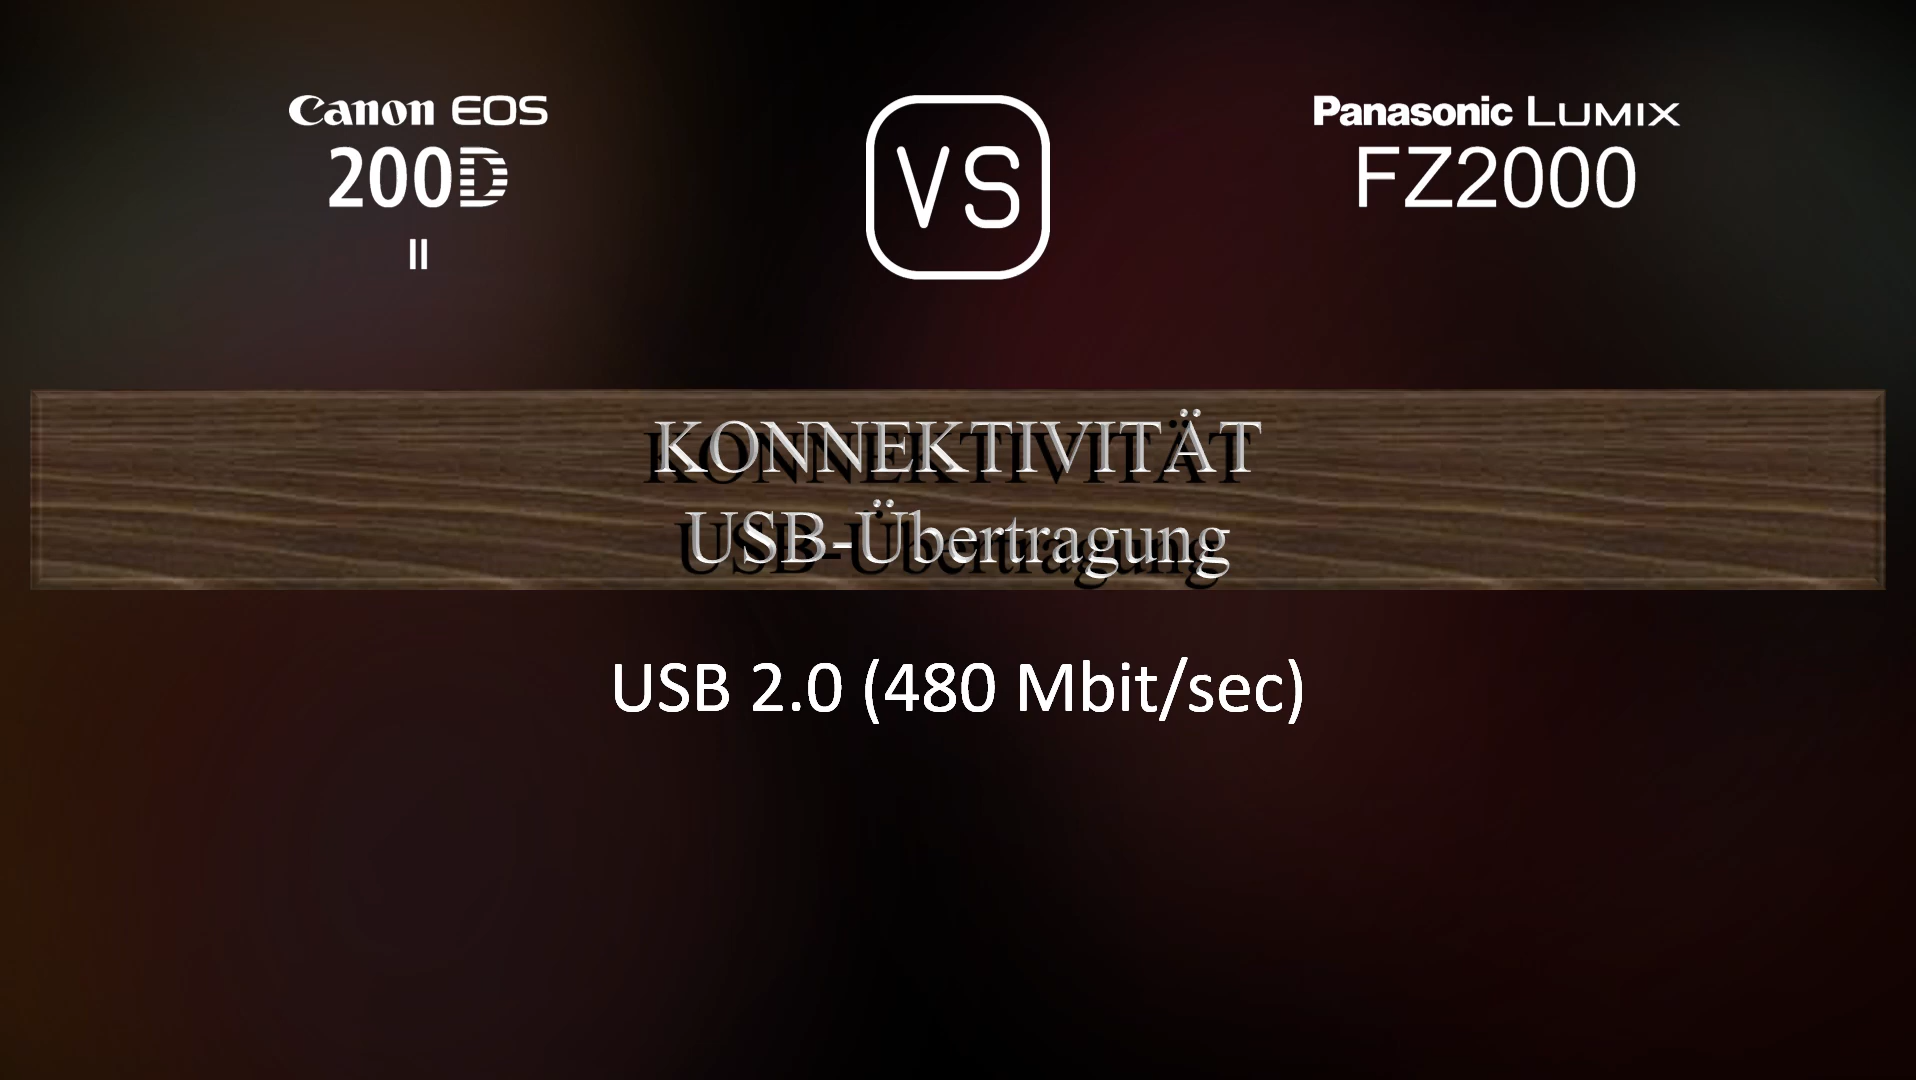 Canon EOS
200D
II
VS
Panasonic LUMIX
FZ2000
KONNEKTIVITÄT
USB-Übertragung
USB 2.0 (480 Mbit/sec)